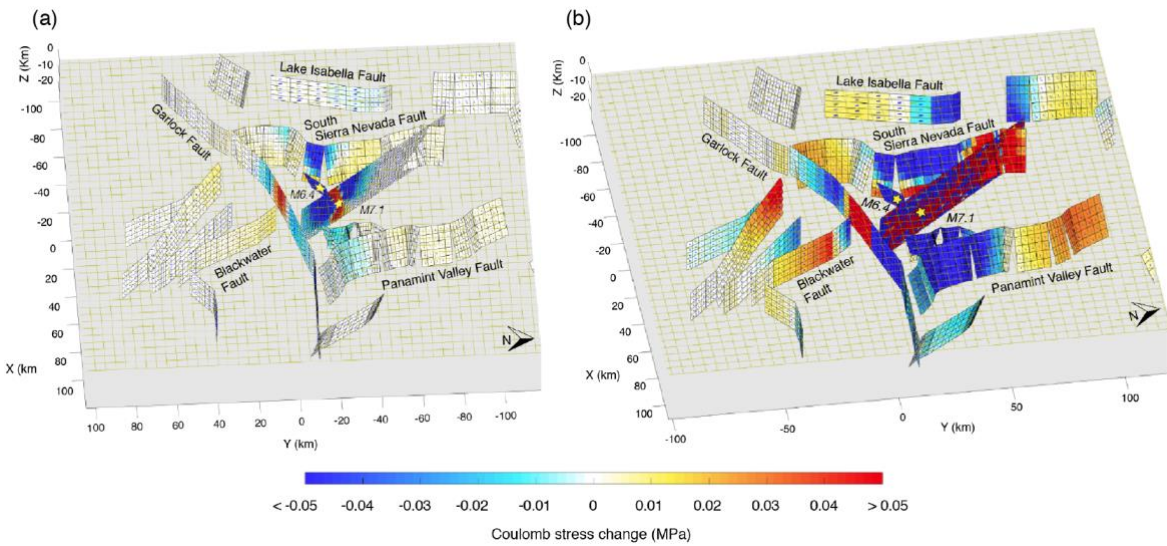 (a)
(b)
Z (Km)
0
-10
-20
-100
-80
-60
-40
-20
0
20
40
60
80
100
X (km
100 80 60 40 20 0 -20 -40 -60 -80 -100
Y (km)
Lake Isabella Fault
South
Sierra Nevada Fault
Garlock Fault
M6.4
M7.1
Blackwater
Fault
Panamint Valley Fault
N
Z (Km)
0
-10
-20
-100
-80
-60
-40
-20
0
20
40
60
80
100
X (km)
-100 -50 0 50 100
Y (km)
Lake Isabella Fault
South
Sierra Nevada Fault
Garlock Fault
M6.4
M7.1
Blackwater
Fault
Panamint Valley Fault
N
< -0.05 -0.04 -0.03 -0.02 -0.01 0 0.01 0.02 0.03 0.04 > 0.05
Coulomb stress change (MPa)